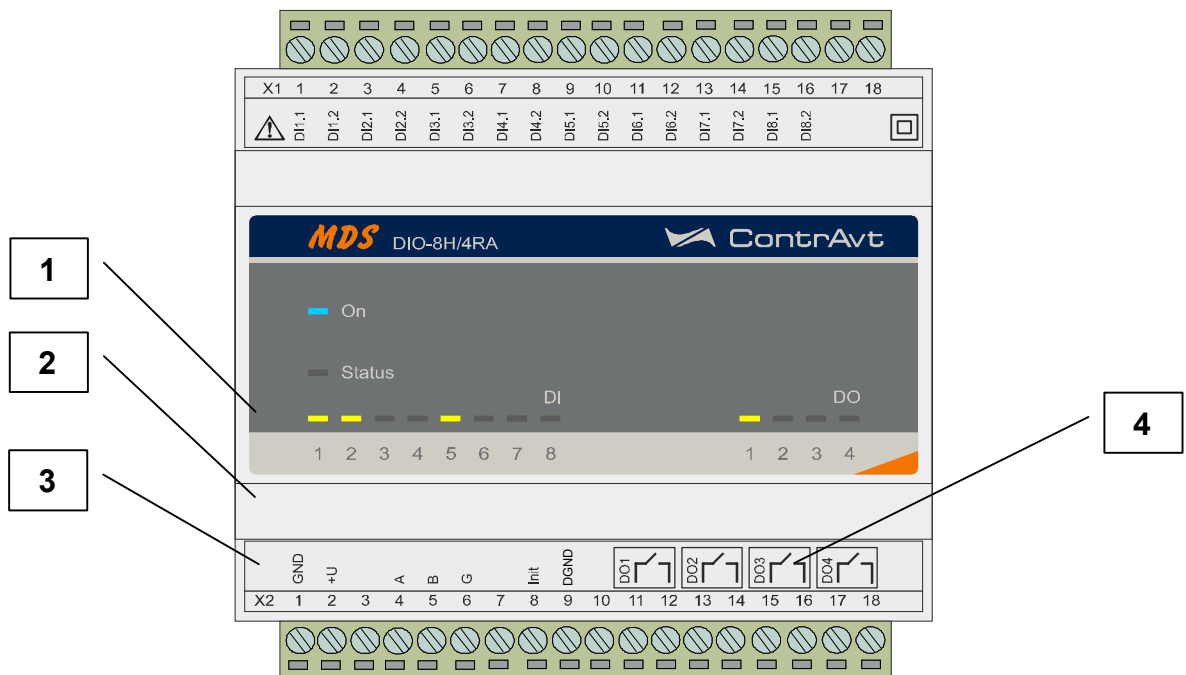 X1 1 2 3 4 5 6 7 8 9 10 11 12 13 14 15 16 17 18
DI1.1 DI1.2 DI2.1 DI2.2 DI3.1 DI3.2 DI4.1 DI4.2 DI5.1 DI5.2 DI6.1 DI6.2 DI7.1 DI7.2 DI8.1 DI8.2
MDS DIO-8H/4RA ContrAvt
1
On
2
Status
DI DO
4
1 2 3 4 5 6 7 8 1 2 3 4
3
GND +U A B G Init DGND DO1 DO2 DO3 DO4
X2 1 2 3 4 5 6 7 8 9 10 11 12 13 14 15 16 17 18